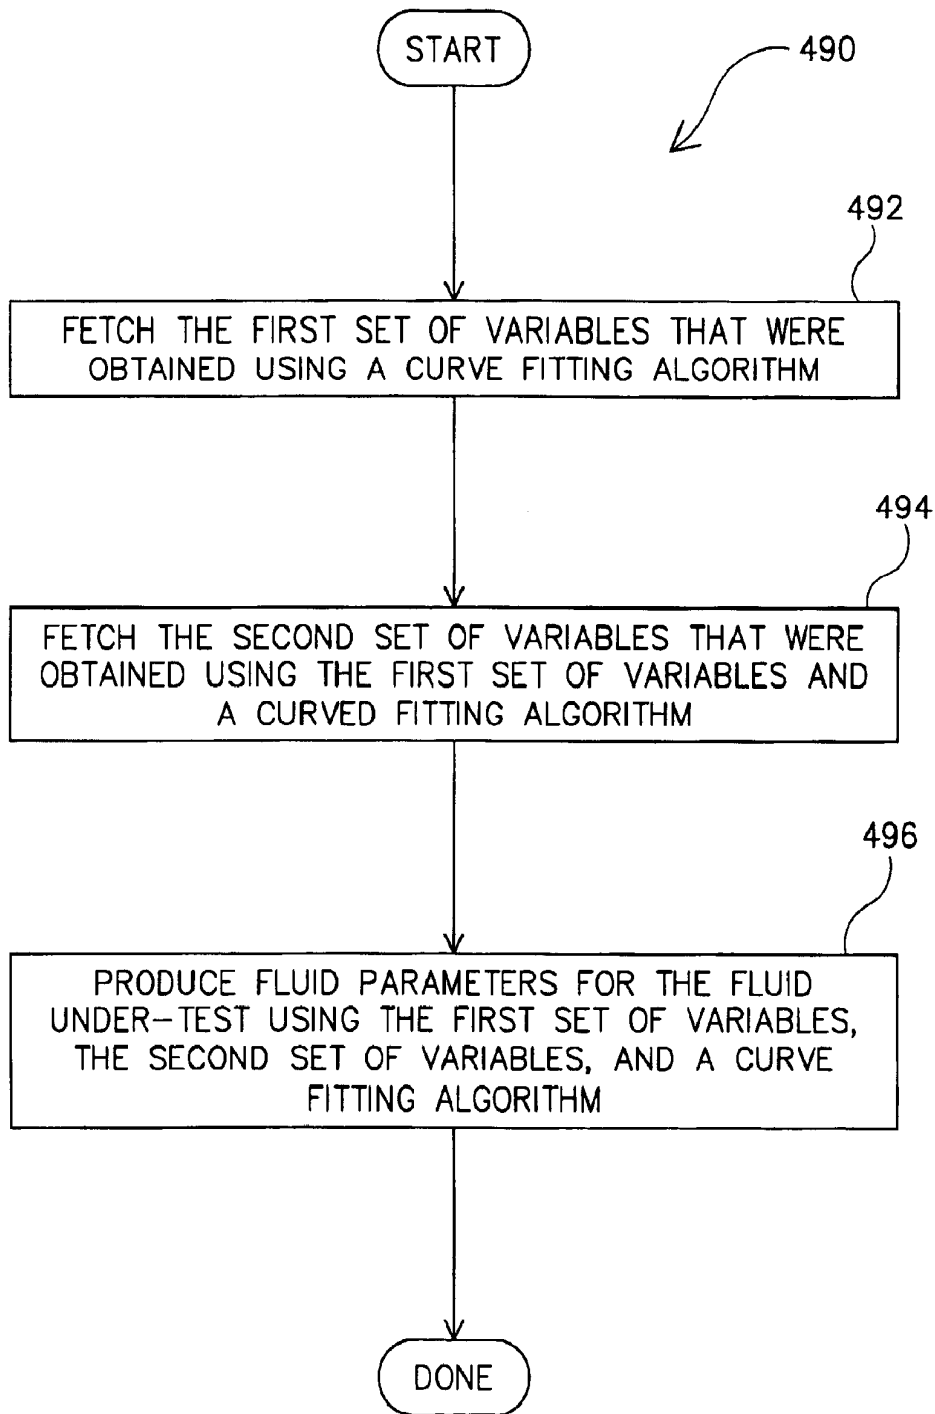 START
490
492
FETCH THE FIRST SET OF VARIABLES THAT WERE
OBTAINED USING A CURVE FITTING ALGORITHM
494
FETCH THE SECOND SET OF VARIABLES THAT WERE
OBTAINED USING THE FIRST SET OF VARIABLES AND
A CURVED FITTING ALGORITHM
496
PRODUCE FLUID PARAMETERS FOR THE FLUID
UNDER-TEST USING THE FIRST SET OF VARIABLES,
THE SECOND SET OF VARIABLES, AND A CURVE
FITTING ALGORITHM
DONE